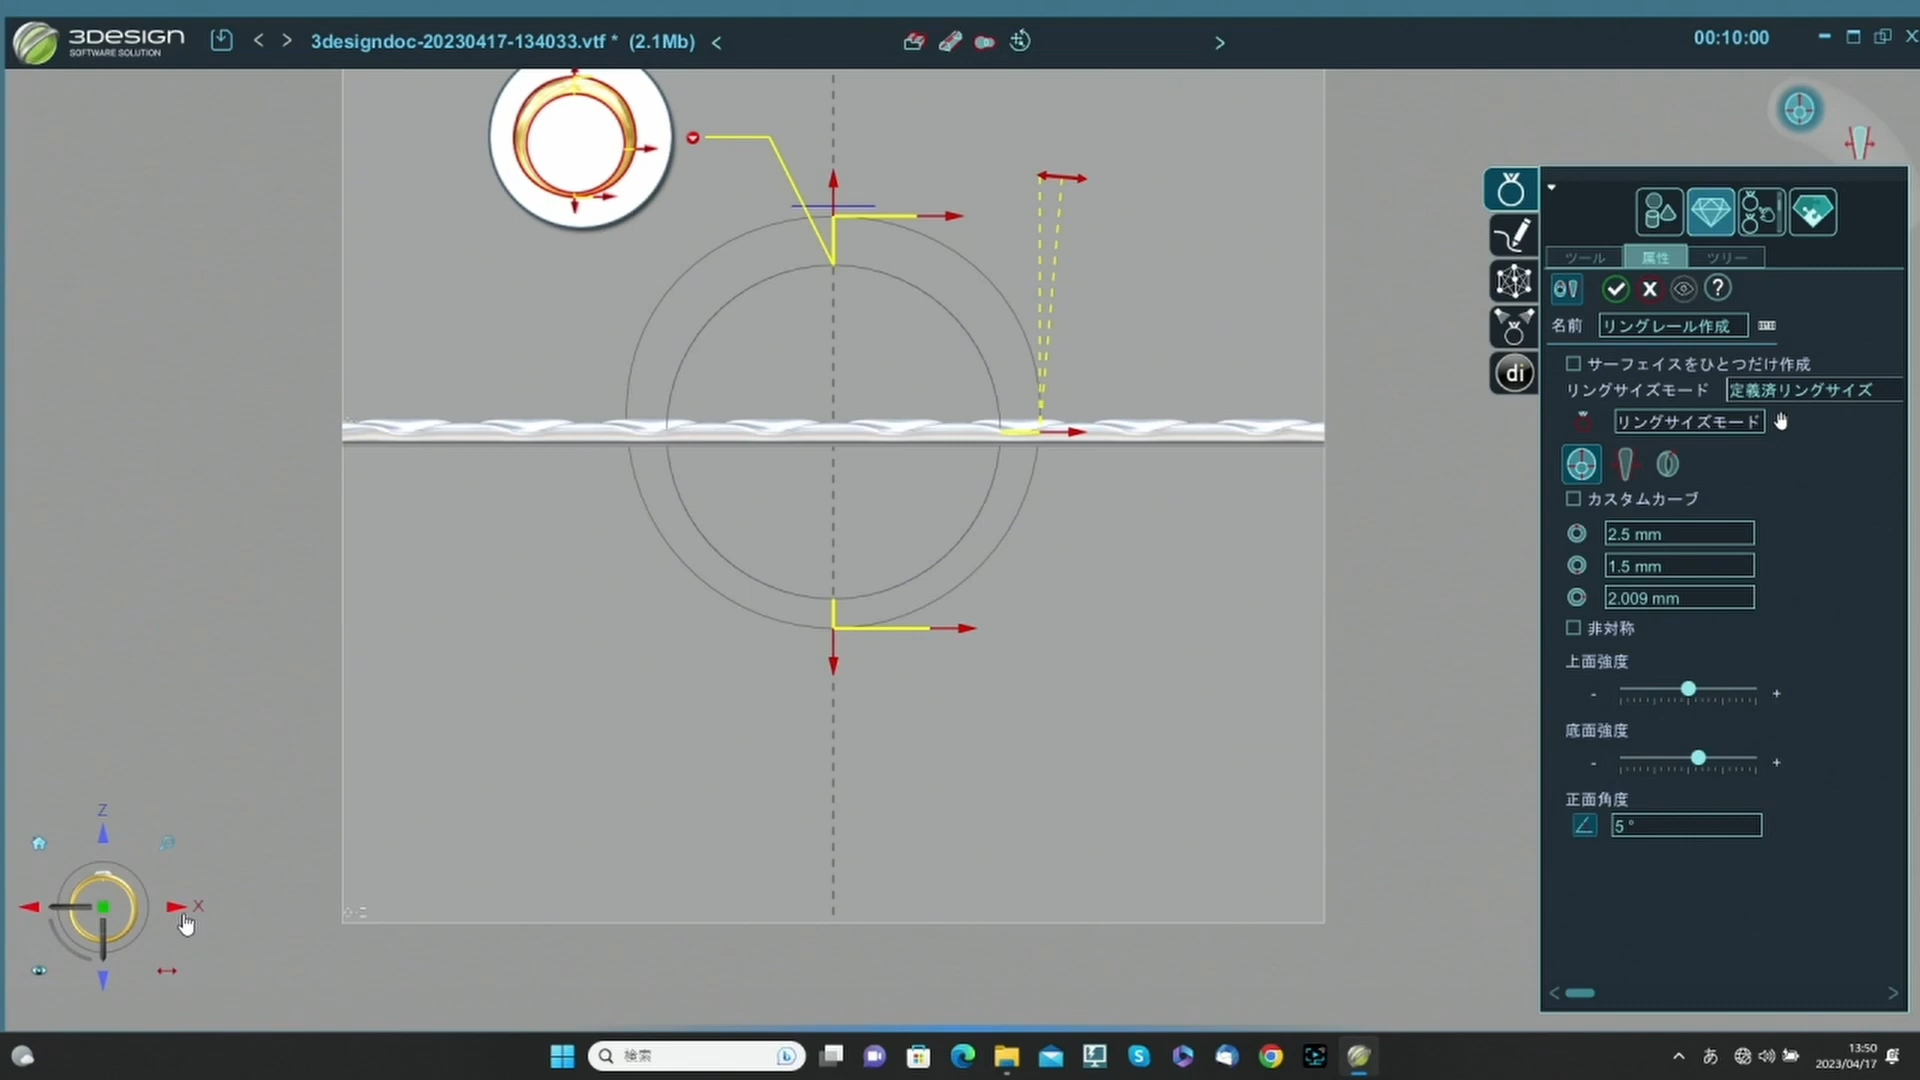 3DESIGN
SOFTWARE SOLUTION
3designdoc-20230417-134033.vtf * (2.1Mb)
00:10:00
di
ツール
属性
ツリー
名前
リングレール作成
サーフェイスをひとつだけ作成
リングサイズモード
定義済リングサイズ
リングサイズモード
カスタムカーブ
2.5 mm
1.5 mm
2.009 mm
非対称
上面強度
- +
底面強度
- +
正面角度
5 °
Z
X
検索
あ
13:50
2023/04/17